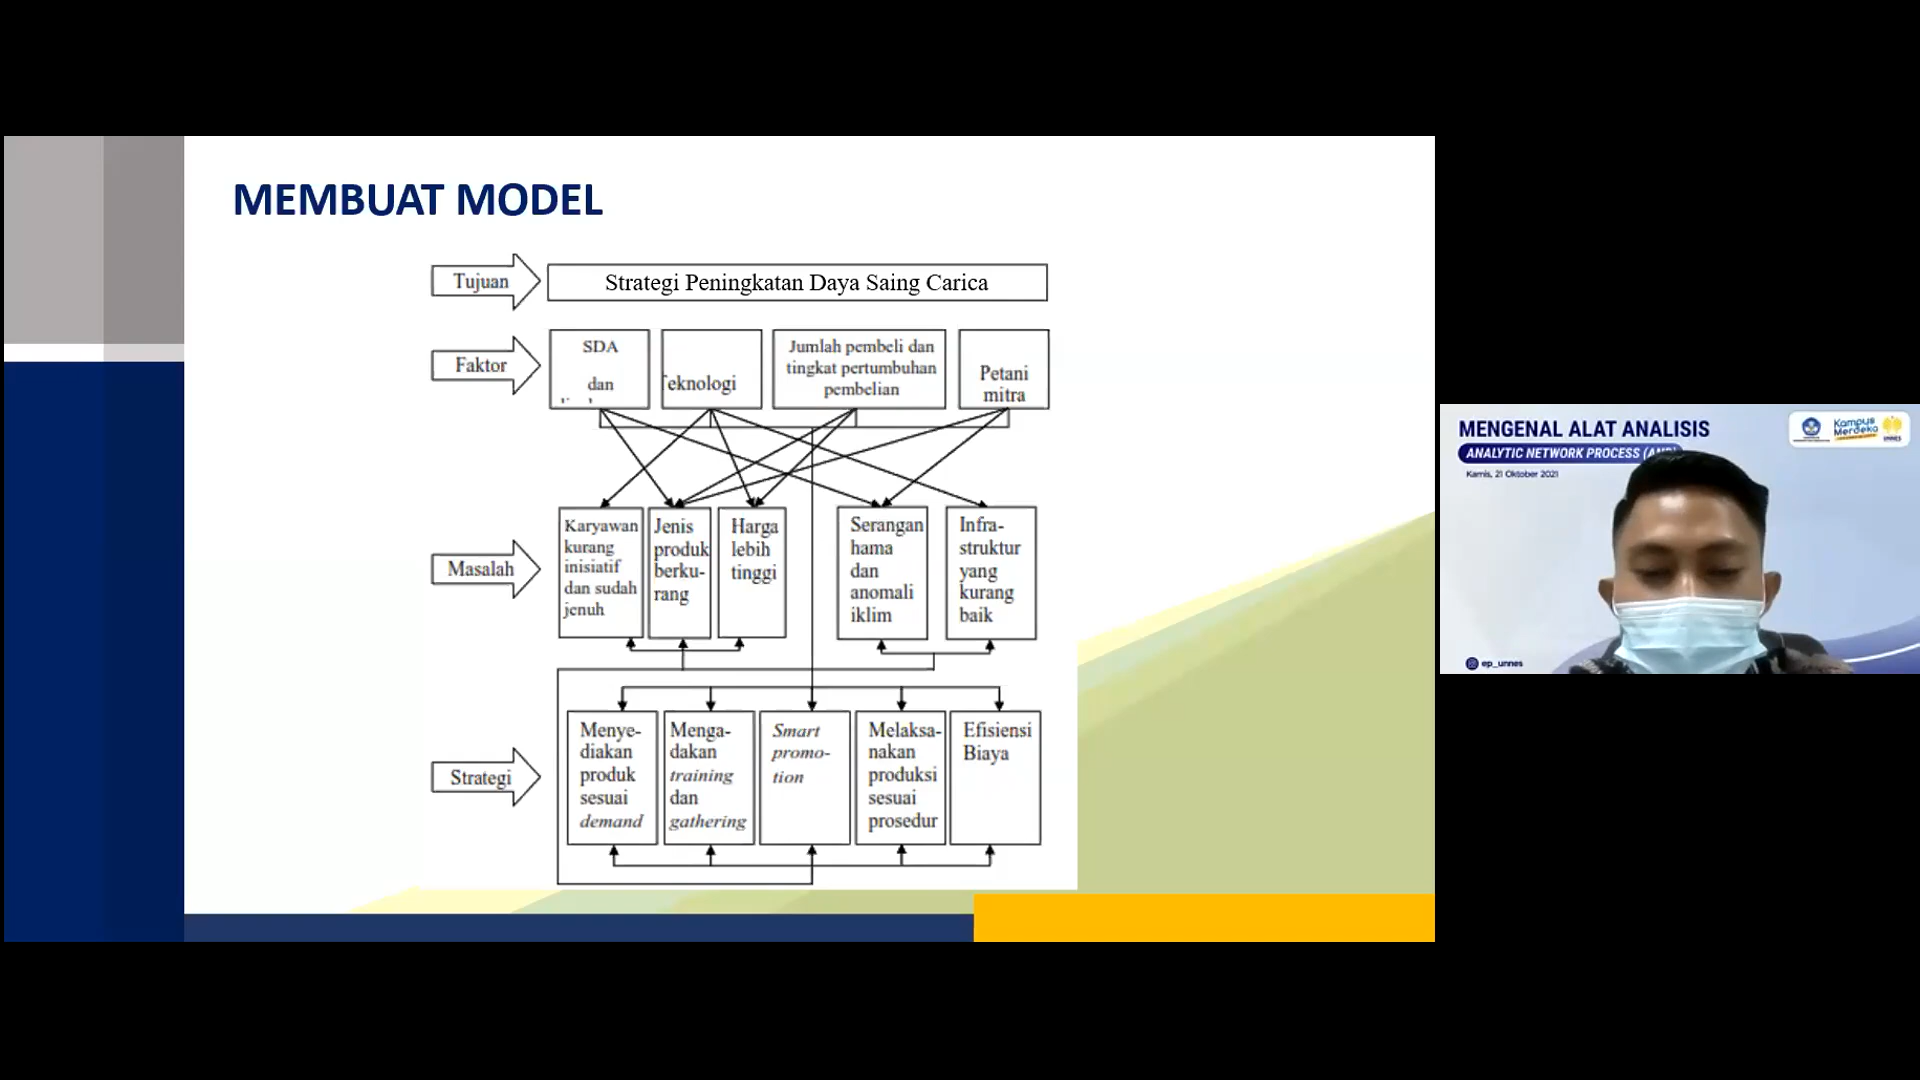 MEMBUAT MODEL
Tujuan
Strategi Peningkatan Daya Saing Carica
Faktor
SDA
dan
eknologi
Jumlah pembeli dan
tingkat pertumbuhan
pembelian
Petani
mitra
Masalah
Karyawan
kurang
inisiatif
dan sudah
jenuh
Jenis
produk
berku-
rang
Harga
lebih
tinggi
Serangan
hama
dan
anomali
iklim
Infra-
struktur
yang
kurang
baik
Strategi
Menye-
diakan
produk
sesuai
demand
Menga-
dakan
training
dan
gathering
Smart
promo-
tion
Melaksa-
nakan
produksi
sesuai
prosedur
Efisiensi
Biaya
MENGENAL ALAT ANALISIS
ANALYTIC NETWORK PROCESS (ANP)
Kamis, 21 Oktober 2021
Kampus
Merdeka
UNNES
ep_unnes